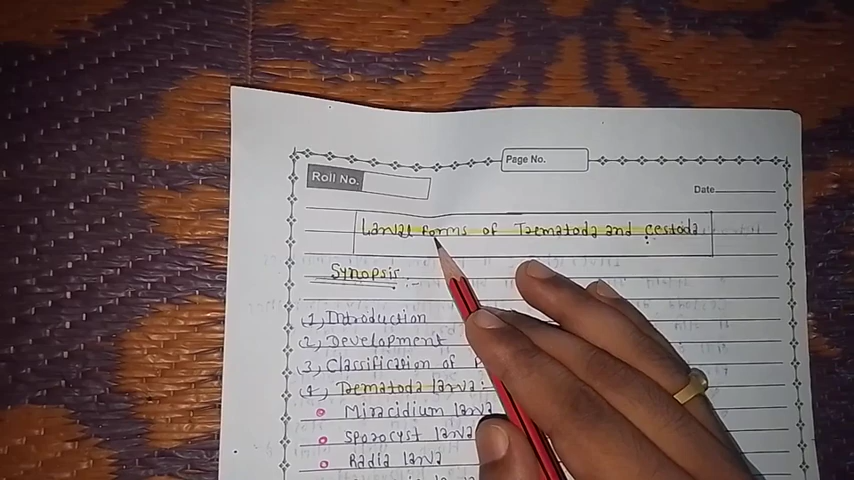 Page No.
Roll No.
Date
Larval forms of Trematoda and cestoda
Synopsis :-
(1) Introduction
(2) Development
(3) Classification of
(4) Trematoda larva :-
Miracidium larva
Sporocyst larva
Radia larva